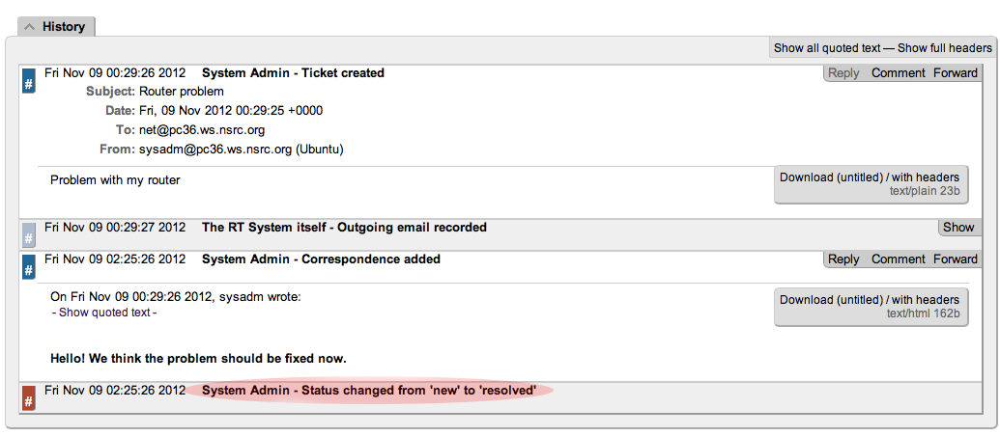 History
Show all quoted text — Show full headers
# Fri Nov 09 00:29:26 2012 System Admin - Ticket created Reply Comment Forward
Subject: Router problem
Date: Fri, 09 Nov 2012 00:29:25 +0000
To: net@pc36.ws.nsrc.org
From: sysadm@pc36.ws.nsrc.org (Ubuntu)
Problem with my router
Download (untitled) / with headers
text/plain 23b
# Fri Nov 09 00:29:27 2012 The RT System itself - Outgoing email recorded Show
# Fri Nov 09 02:25:26 2012 System Admin - Correspondence added Reply Comment Forward
On Fri Nov 09 00:29:26 2012, sysadm wrote:
- Show quoted text -
Download (untitled) / with headers
text/html 162b
Hello! We think the problem should be fixed now.
# Fri Nov 09 02:25:26 2012 System Admin - Status changed from 'new' to 'resolved'